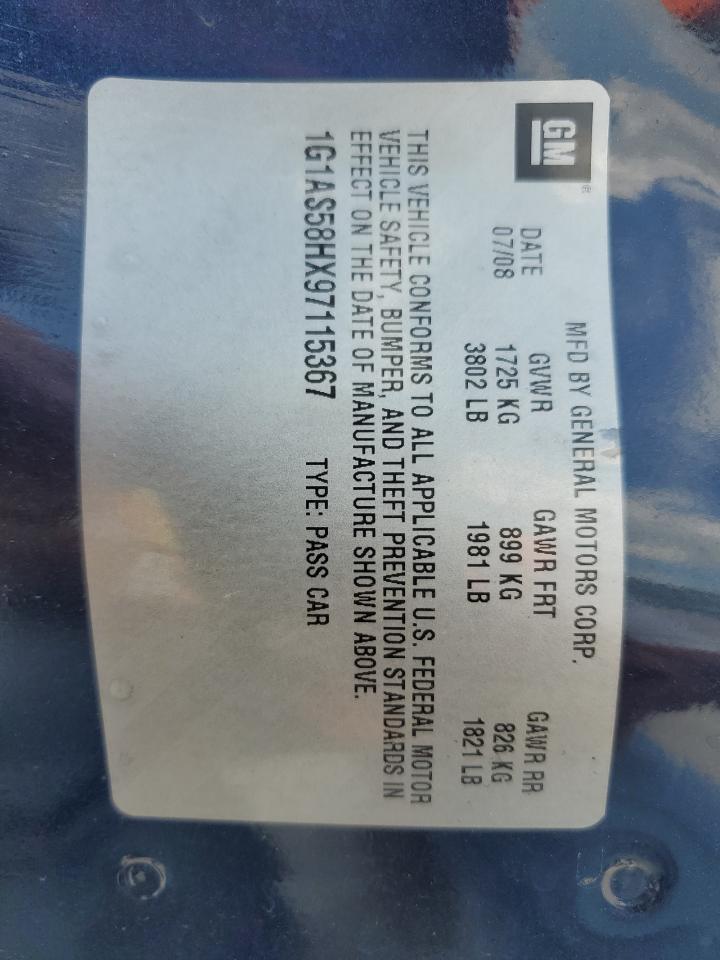 GM®
MFD BY GENERAL MOTORS CORP.
DATE GVWR GAWR FRT GAWR RR
07/08 1725 KG 899 KG 826 KG
3802 LB 1981 LB 1821 LB
THIS VEHICLE CONFORMS TO ALL APPLICABLE U.S. FEDERAL MOTOR
VEHICLE SAFETY, BUMPER, AND THEFT PREVENTION STANDARDS IN
EFFECT ON THE DATE OF MANUFACTURE SHOWN ABOVE.
1G1AS58HX97115367 TYPE: PASS CAR